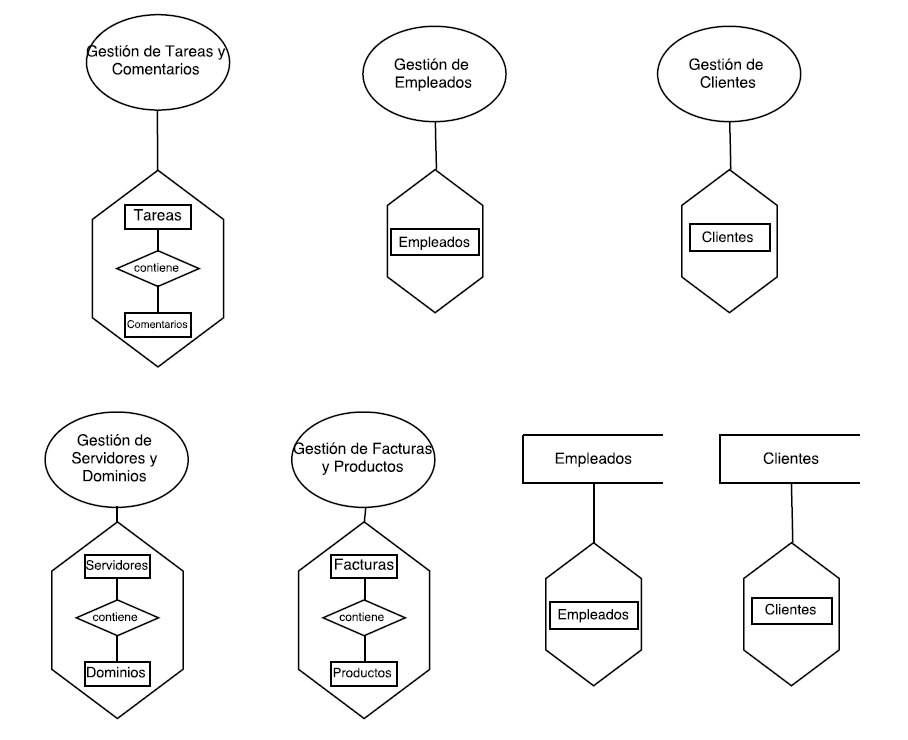 Gestión de Tareas y
Comentarios
Tareas
contiene
Comentarios
Gestión de
Empleados
Empleados
Gestión de
Clientes
Clientes
Gestión de
Servidores y
Dominios
Servidores
contiene
Dominios
Gestión de Facturas
y Productos
Facturas
contiene
Productos
Empleados
Empleados
Clientes
Clientes